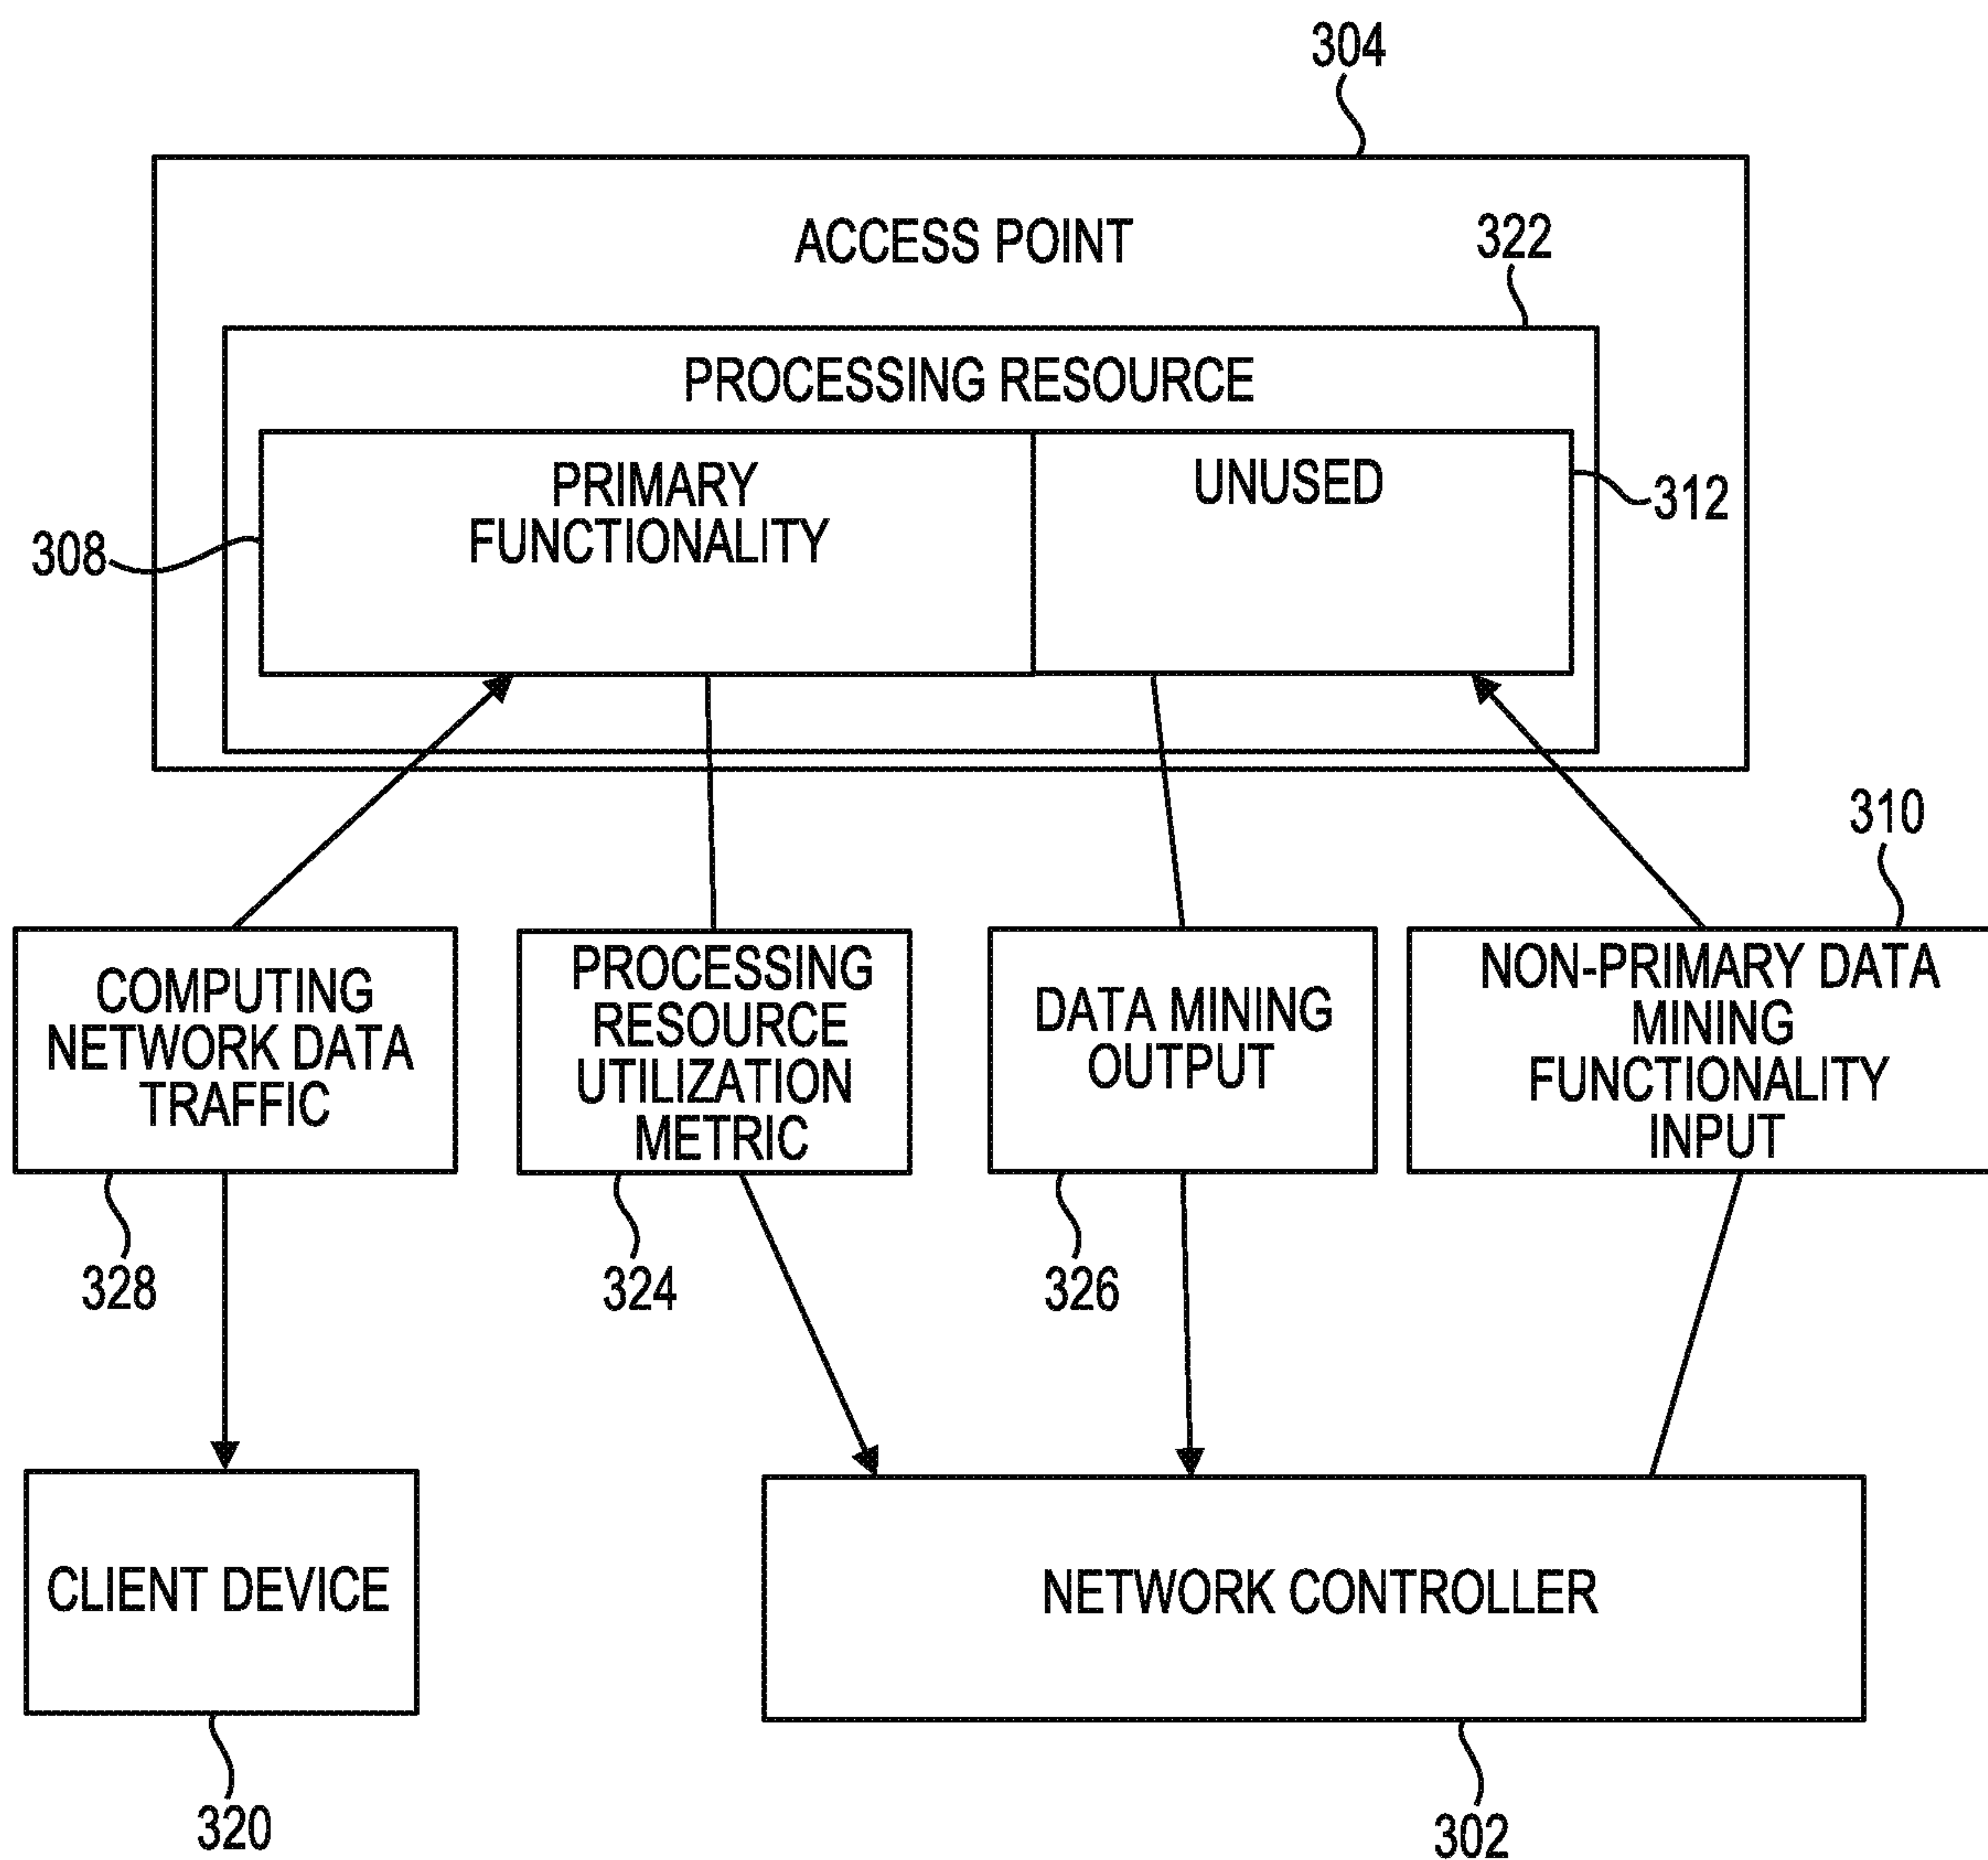 304
ACCESS POINT
322
PROCESSING RESOURCE
PRIMARY
FUNCTIONALITY
UNUSED
308
312
310
COMPUTING
NETWORK DATA
TRAFFIC
PROCESSING
RESOURCE
UTILIZATION
METRIC
DATA MINING
OUTPUT
NON-PRIMARY DATA
MINING
FUNCTIONALITY
INPUT
328
324
326
CLIENT DEVICE
NETWORK CONTROLLER
320
302